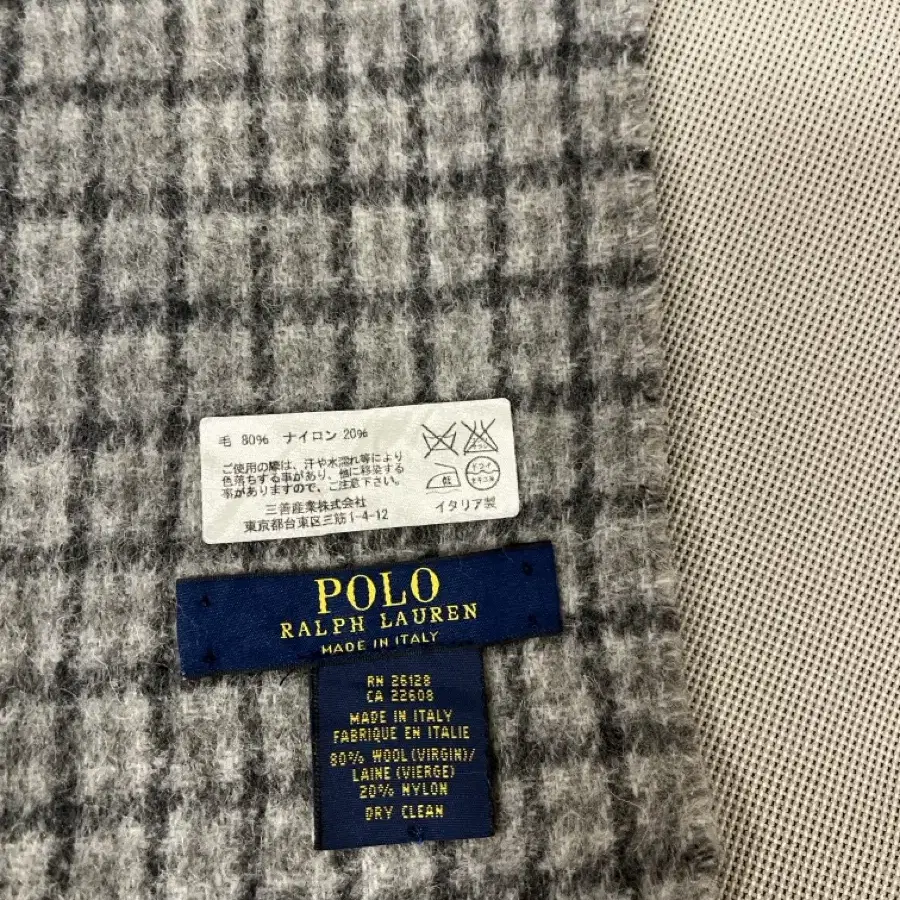 毛 80% ナイロン 20%
ご使用の際は、汗や水濡れ等により
色落ちする事があり、他に移染する
事がありますので、ご注意下さい。
三善産業株式会社
東京都台東区三筋1-4-12
低
ドライ
イタリア製
POLO
RALPH LAUREN
MADE IN ITALY
RN 26128
CA 22608
MADE IN ITALY
FABRIQUE EN ITALIE
80% WOOL (VIRGIN)/
LAINE (VIERGE)
20% NYLON
DRY CLEAN